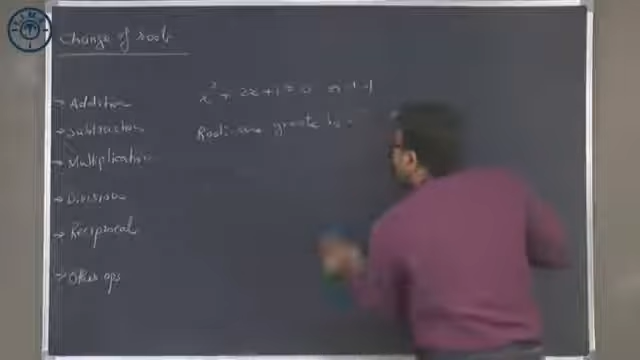 Change of roots
→ Addition
→ Subtraction
→ Multiplication
→ Division
→ Reciprocal
→ Other ops
x² + 2x + 1 = 0
Roots are greater by